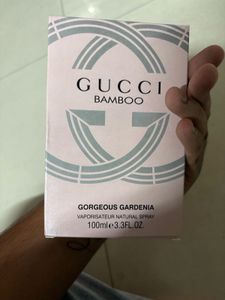 GUCCI
BAMBOO
GORGEOUS GARDENIA
VAPORISATEUR NATURAL SPRAY
100ml℮3.3FL.OZ.